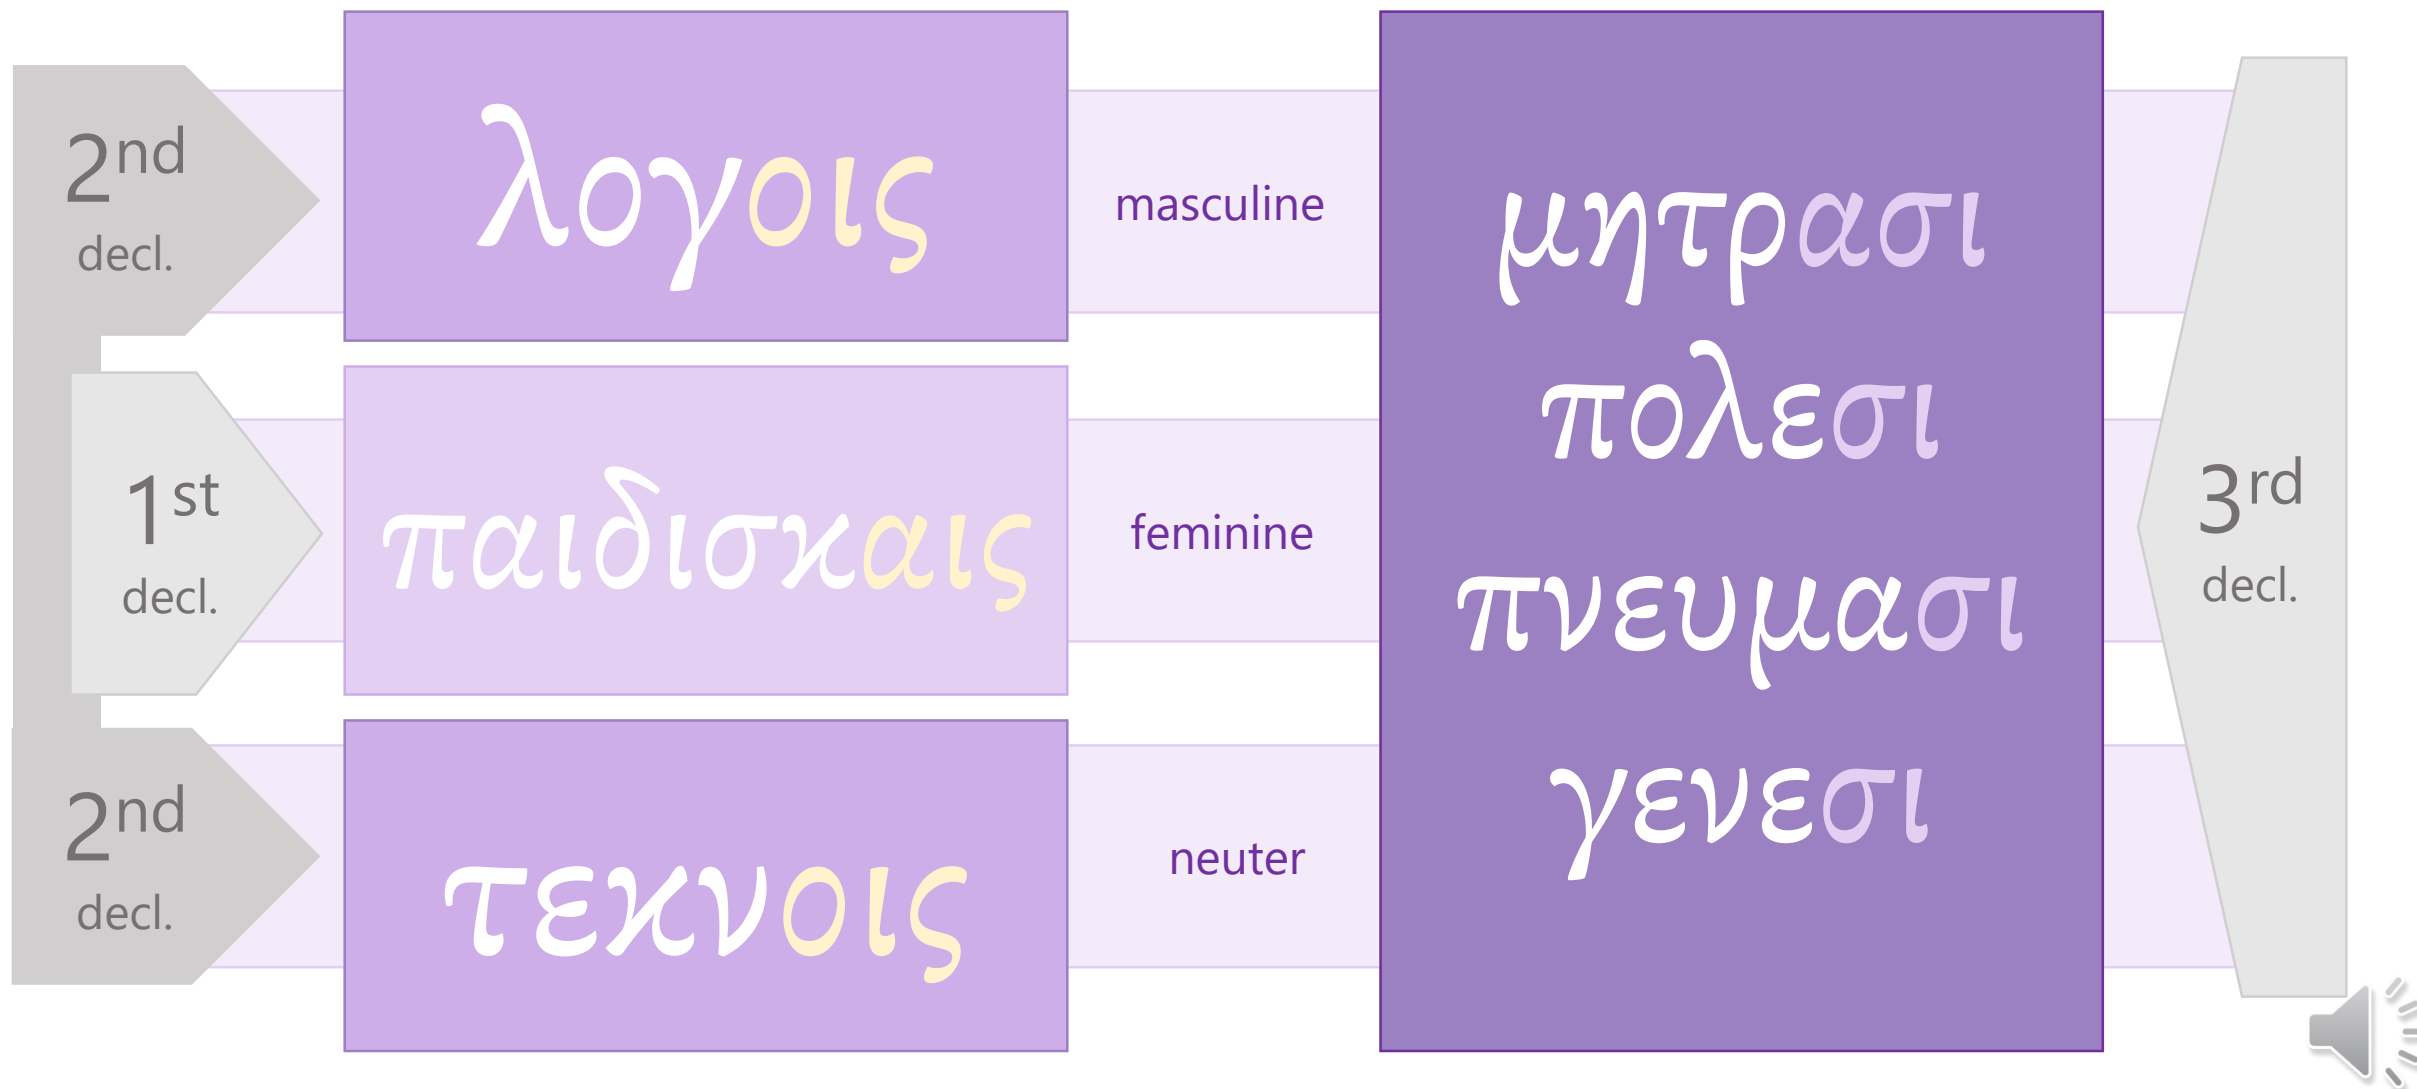 2nd
decl.
λογοις
masculine
1st
decl.
παιδισκαις
feminine
2nd
decl.
τεκνοις
neuter
μητρασι
πολεσι
πνευμασι
γενεσι
3rd
decl.